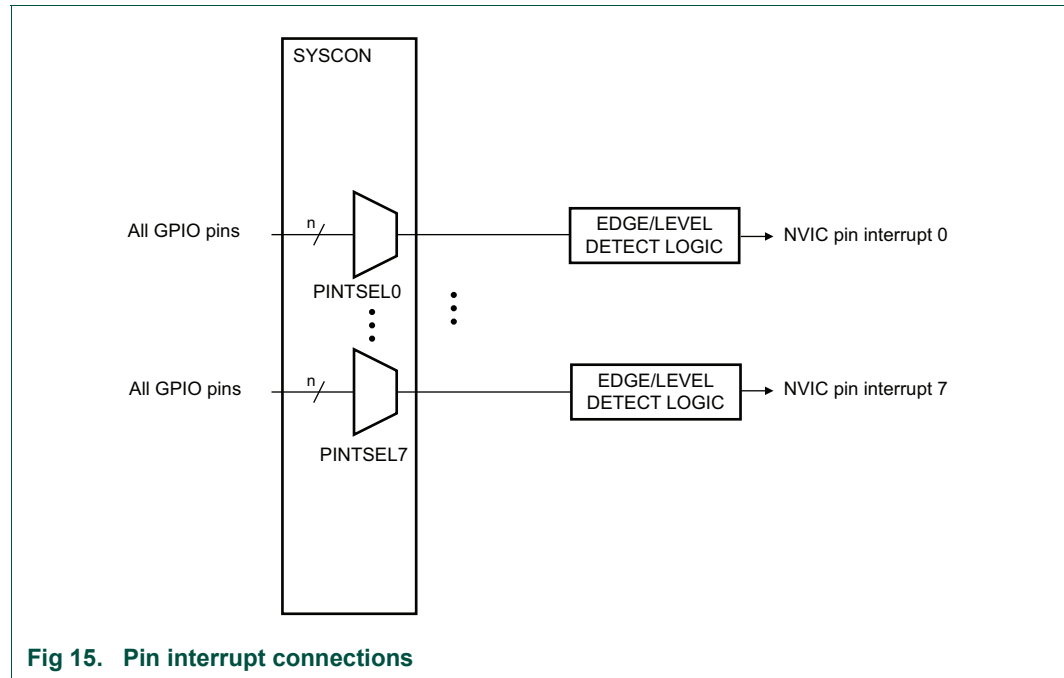 SYSCON
All GPIO pins
n
PINTSEL0
EDGE/LEVEL
DETECT LOGIC
NVIC pin interrupt 0
All GPIO pins
n
PINTSEL7
EDGE/LEVEL
DETECT LOGIC
NVIC pin interrupt 7
Fig 15. Pin interrupt connections